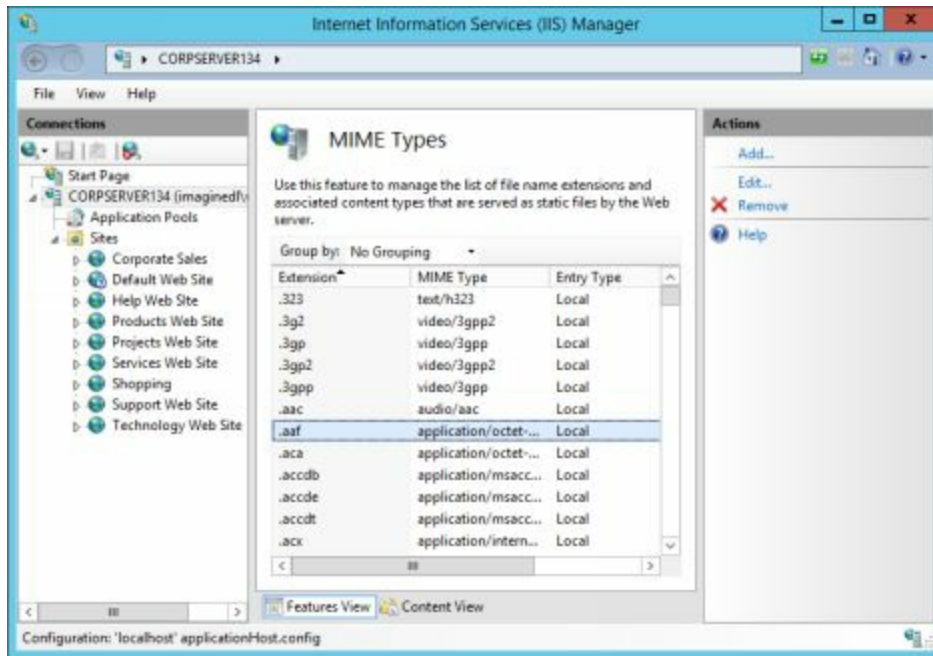 Internet Information Services (IIS) Manager
CORPSERVER134
File View Help
Connections
Start Page
CORPSERVER134 (imaginedlv
Application Pools
Sites
Corporate Sales
Default Web Site
Help Web Site
Products Web Site
Projects Web Site
Services Web Site
Shopping
Support Web Site
Technology Web Site
MIME Types
Use this feature to manage the list of file name extensions and
associated content types that are served as static files by the Web
server.
Group by: No Grouping
Extension MIME Type Entry Type
.323 text/h323 Local
.3g2 video/3gpp2 Local
.3gp video/3gpp Local
.3gp2 video/3gpp2 Local
.3gpp video/3gpp Local
.aac audio/aac Local
.aaf application/octet-... Local
.aca application/octet-... Local
.accdb application/msacc... Local
.accde application/msacc... Local
.accdt application/msacc... Local
.acx application/intern... Local
Features View Content View
Actions
Add...
Edit...
Remove
Help
Configuration: 'localhost' applicationHost.config